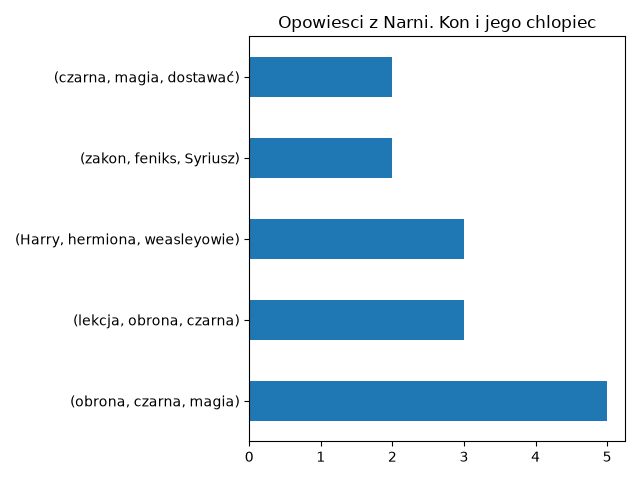 Opowiesci z Narni. Kon i jego chlopiec
(czarna, magia, dostawać)
(zakon, feniks, Syriusz)
(Harry, hermiona, weasleyowie)
(lekcja, obrona, czarna)
(obrona, czarna, magia)
0 1 2 3 4 5